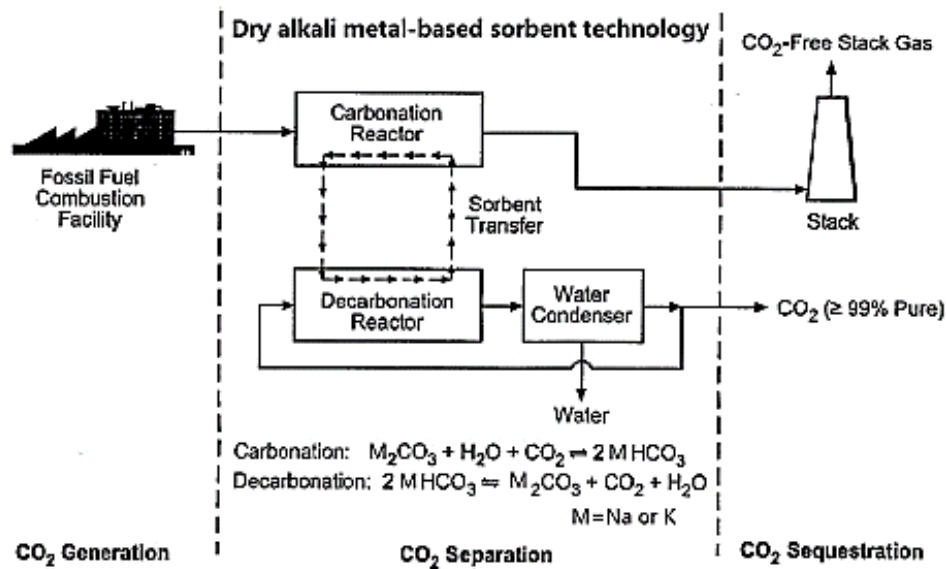 Dry alkali metal-based sorbent technology
CO₂-Free Stack Gas
Carbonation
Reactor
Fossil Fuel
Combustion
Facility
Sorbent
Transfer
Stack
Decarbonation
Reactor
Water
Condenser
CO₂ (≥ 99% Pure)
Water
Carbonation: M₂CO₃ + H₂O + CO₂ ⇌ 2 MHCO₃
Decarbonation: 2 MHCO₃ ⇋ M₂CO₃ + CO₂ + H₂O
M=Na or K
CO₂ Generation
CO₂ Separation
CO₂ Sequestration